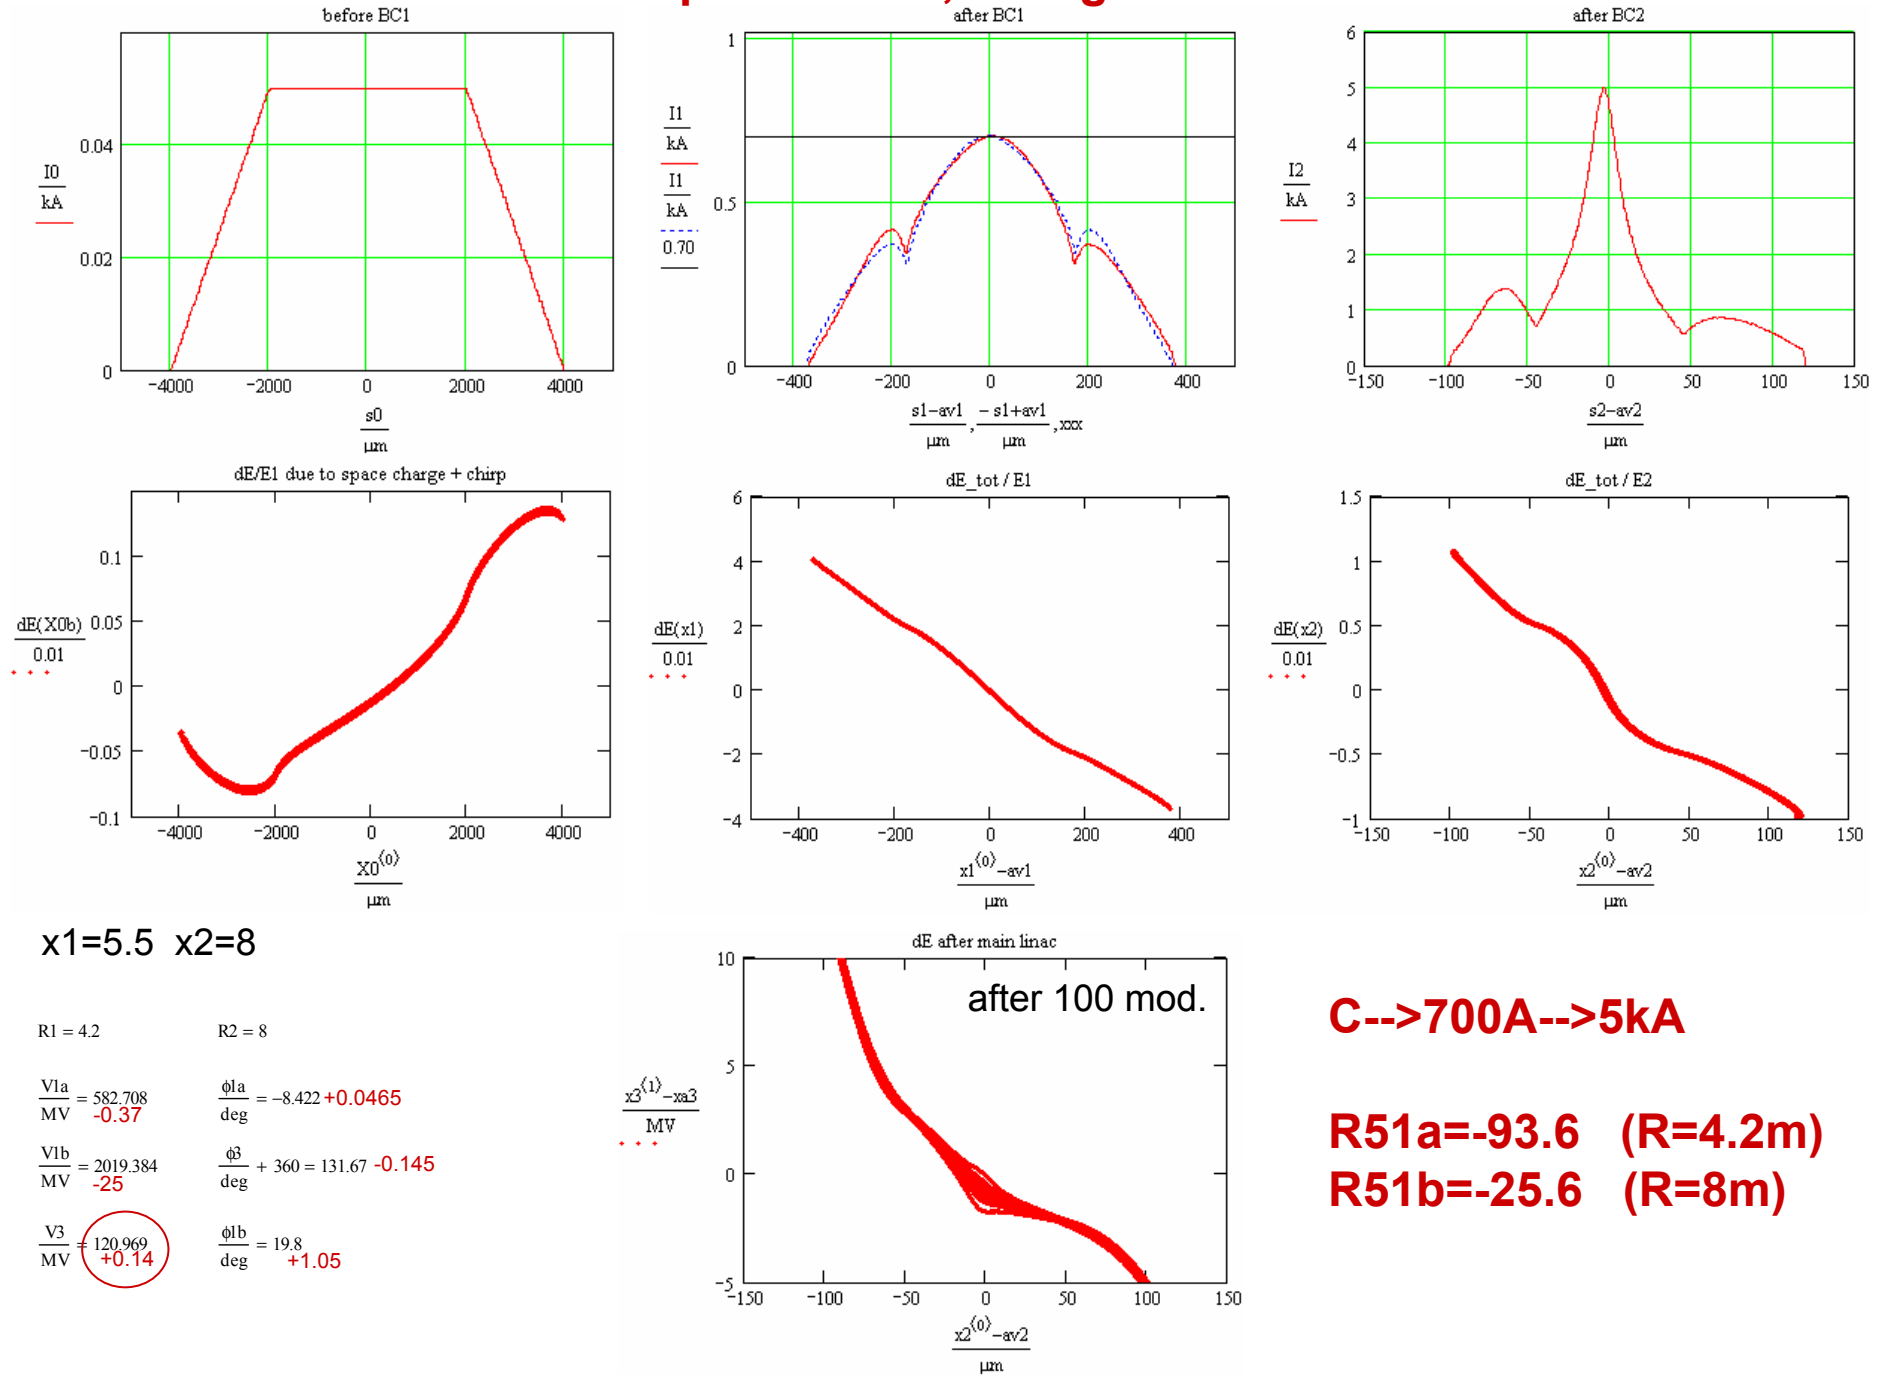 before BC1
I0
kA
0.04
0.02
0
−4000 −2000 0 2000 4000
s0
μm
after BC1
I1
kA
I1
kA
0.70
1
0.5
0
−400 −200 0 200 400
s1−av1 , − s1+av1 , xxx
μm μm
after BC2
I2
kA
6
5
4
3
2
1
0
−150 −100 −50 0 50 100 150
s2−av2
μm
dE/E1 due to space charge + chirp
dE(X0b)
0.01
0.1
0.05
0
−0.05
−0.1
−4000 −2000 0 2000 4000
X0⟨0⟩
μm
dE_tot / E1
dE(x1)
0.01
6
4
2
0
−2
−4
−400 −200 0 200 400
x1⟨0⟩−av1
μm
dE_tot / E2
dE(x2)
0.01
1.5
1
0.5
0
−0.5
−1
−150 −100 −50 0 50 100 150
x2⟨0⟩−av2
μm
x1=5.5 x2=8
R1 = 4.2 R2 = 8
V1a
MV = 582.708
-0.37
ϕ1a
deg = −8.422 +0.0465
V1b
MV = 2019.384
-25
ϕ3
deg + 360 = 131.67 -0.145
V3
MV = 120.969
+0.14
ϕ1b
deg = 19.8
+1.05
dE after main linac
after 100 mod.
x3⟨1⟩−xa3
MV
10
5
0
−5
−150 −100 −50 0 50 100 150
x2⟨0⟩−av2
μm
C-->700A-->5kA
R51a=-93.6 (R=4.2m)
R51b=-25.6 (R=8m)